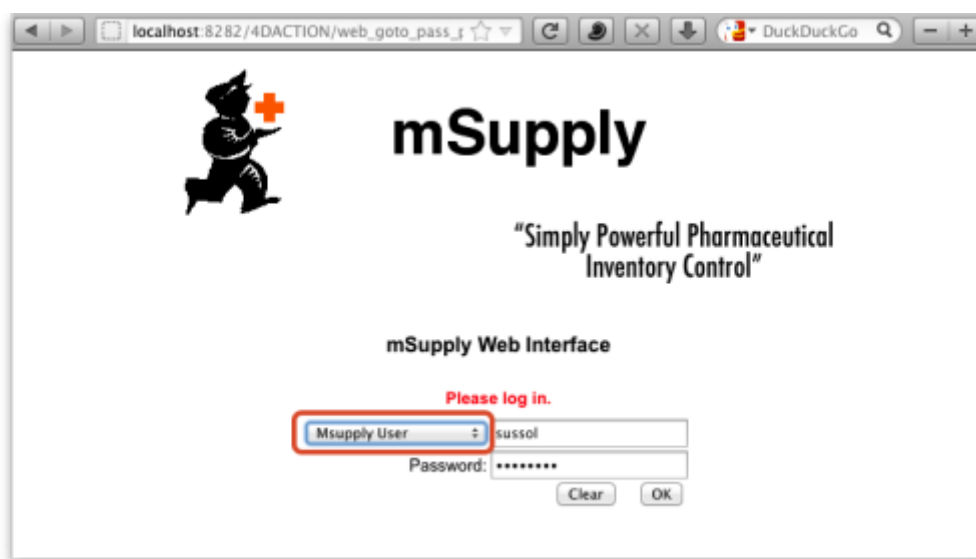 localhost:8282/4DACTION/web_goto_pass_
DuckDuckGo
mSupply
“Simply Powerful Pharmaceutical
Inventory Control”
mSupply Web Interface
Please log in.
Msupply User sussol
Password: ••••••••
Clear OK